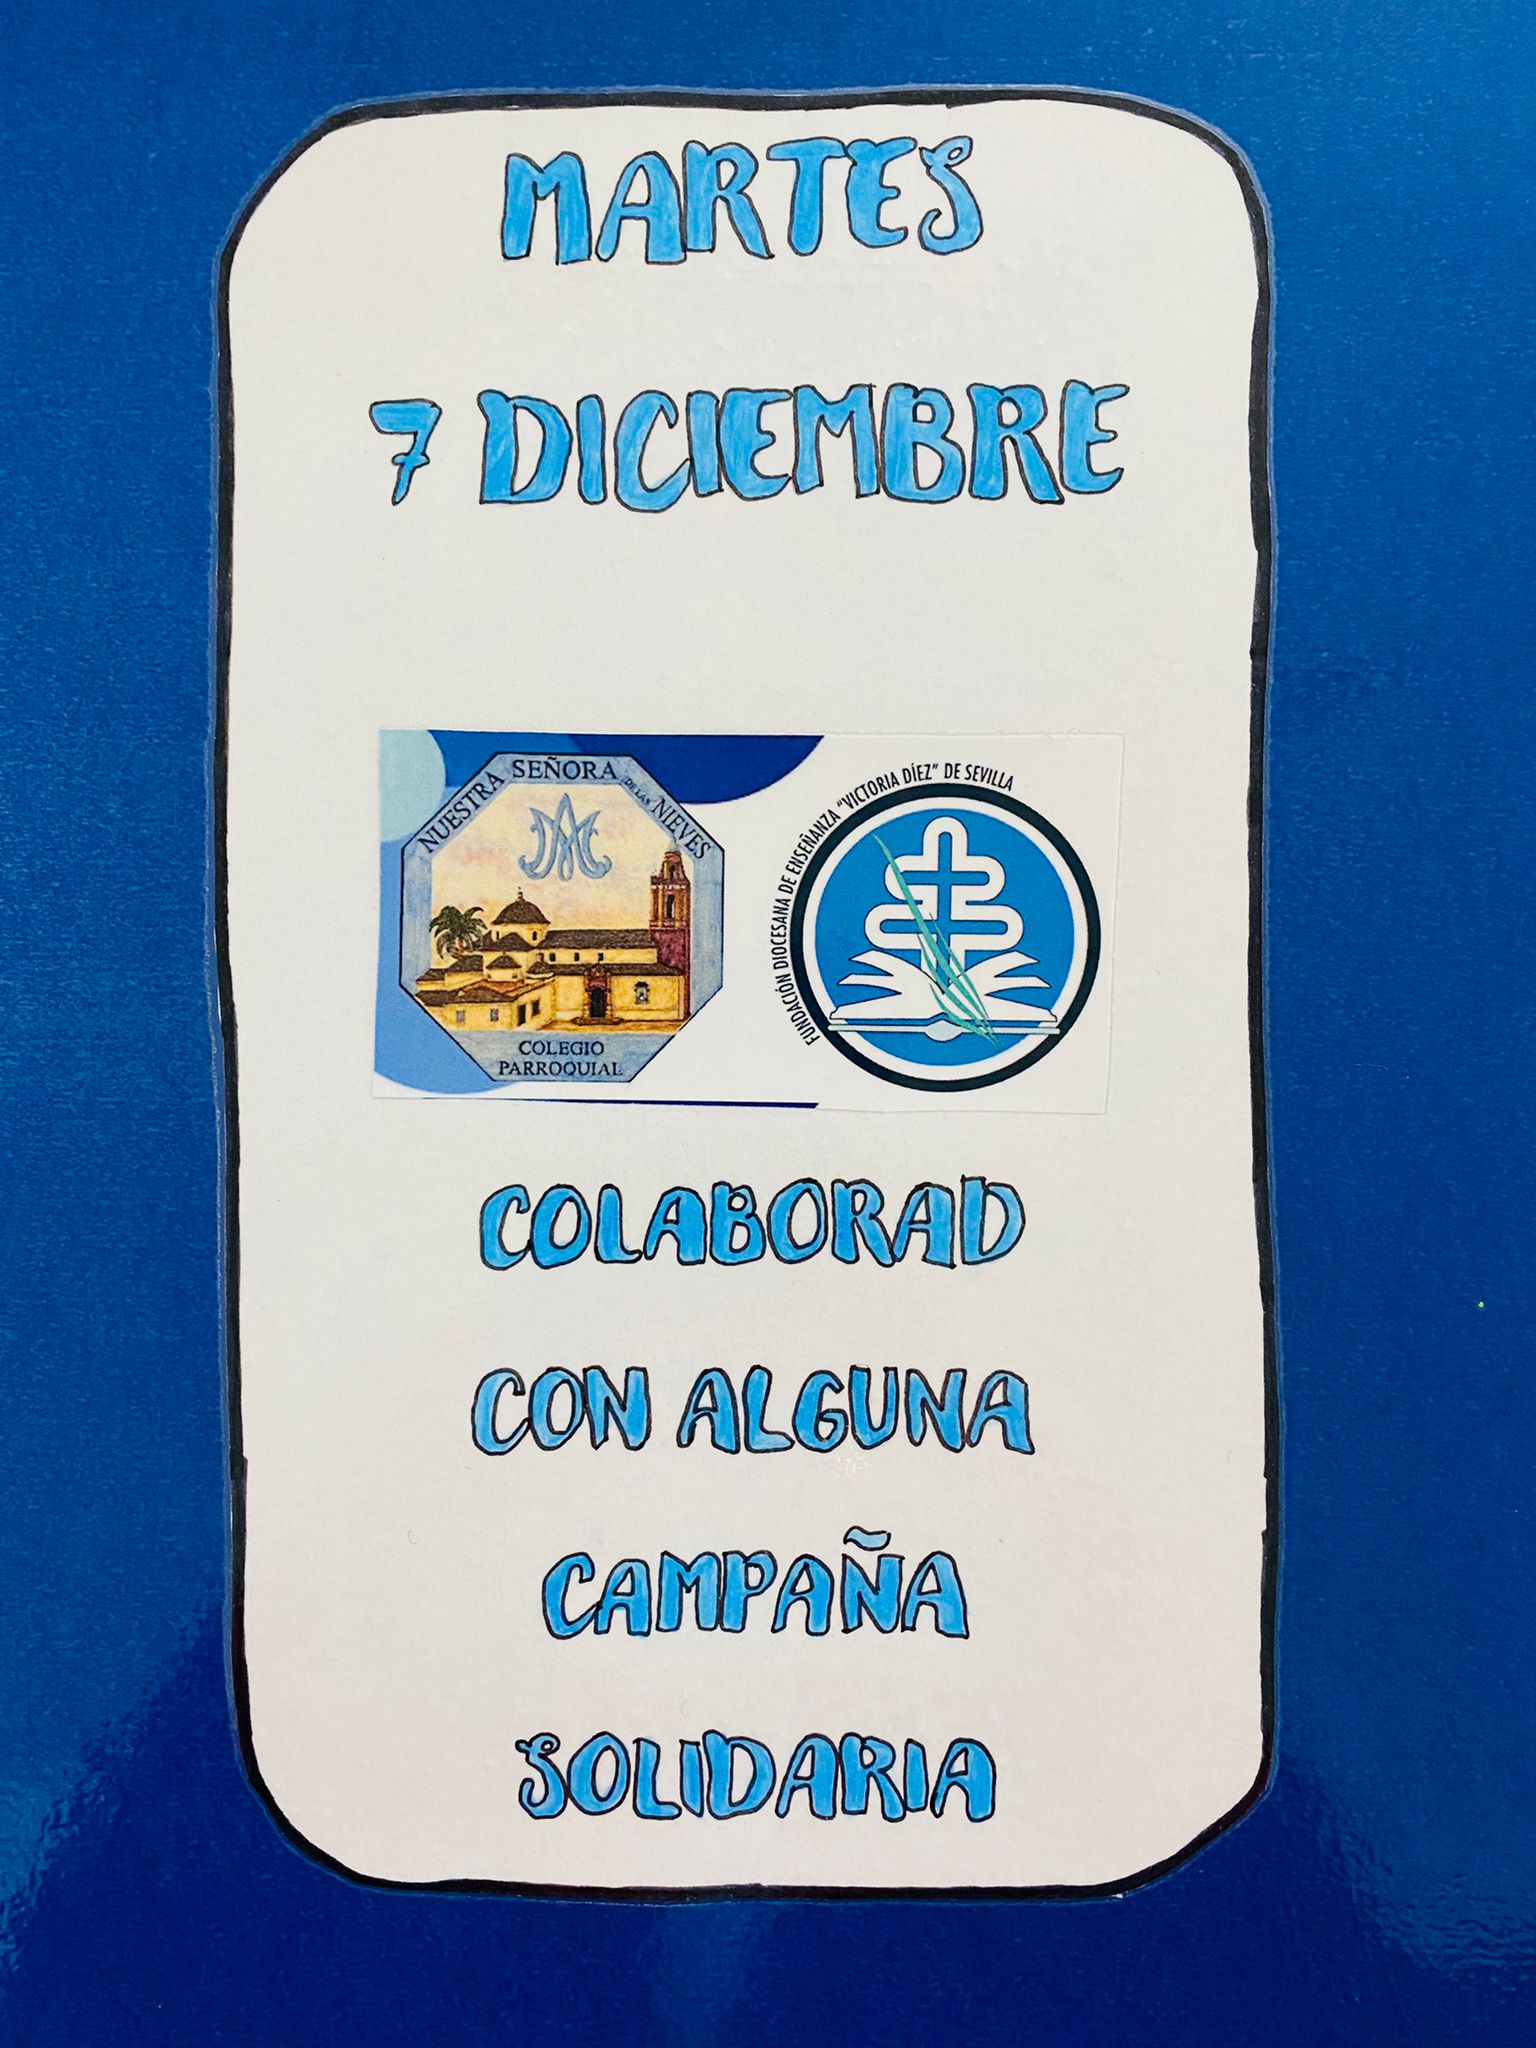 MARTES
7 DICIEMBRE
NUESTRA SEÑORA DE LAS NIEVES
COLEGIO
PARROQUIAL
FUNDACIÓN DIOCESANA DE ENSEÑANZA "VICTORIA DÍEZ" DE SEVILLA
COLABORAD
CON ALGUNA
CAMPAÑA
SOLIDARIA